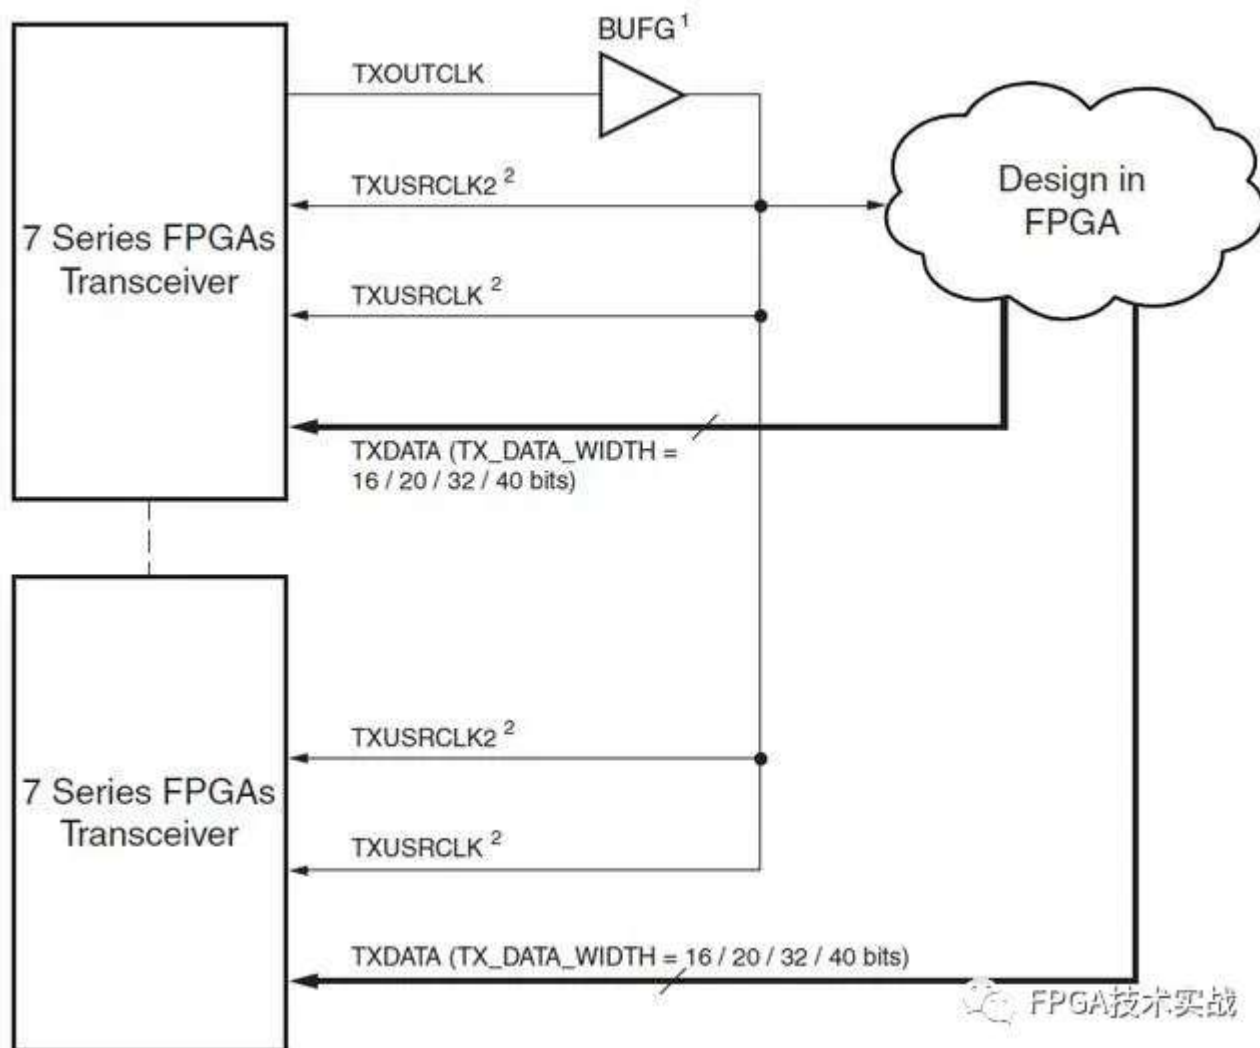 BUFG 1
TXOUTCLK
TXUSRCLK2 2
Design in
FPGA
7 Series FPGAs
Transceiver
TXUSRCLK 2
TXDATA (TX_DATA_WIDTH =
16 / 20 / 32 / 40 bits)
TXUSRCLK2 2
7 Series FPGAs
Transceiver
TXUSRCLK 2
TXDATA (TX_DATA_WIDTH = 16 / 20 / 32 / 40 bits)
FPGA技术实战